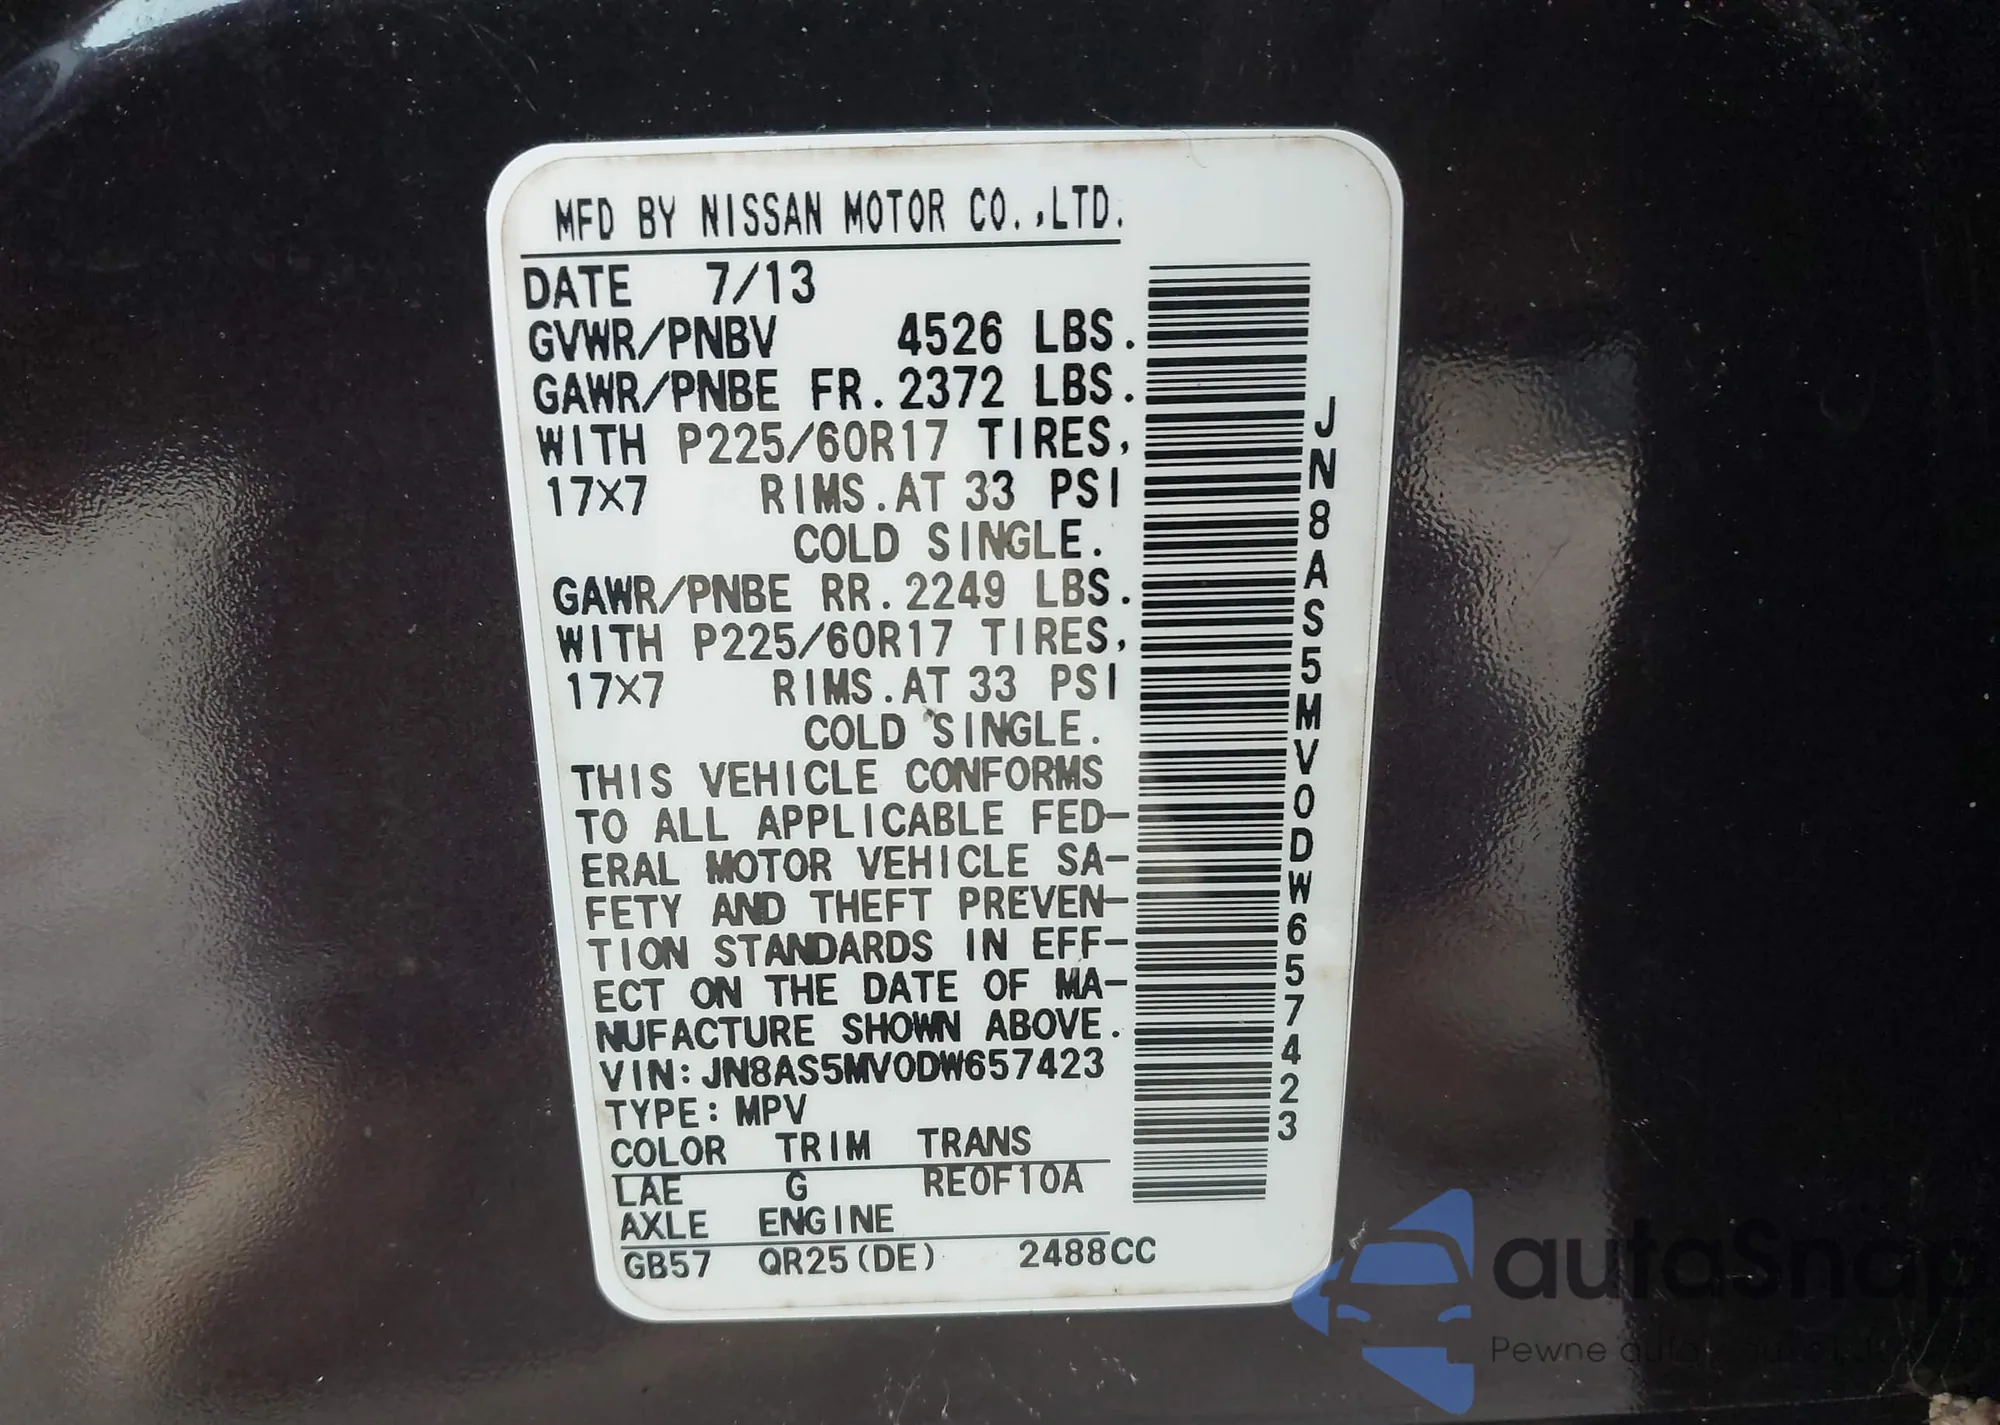 MFD BY NISSAN MOTOR CO.,LTD.
DATE 7/13
GVWR/PNBV 4526 LBS.
GAWR/PNBE FR.2372 LBS.
WITH P225/60R17 TIRES,
17×7 RIMS.AT 33 PSI
COLD SINGLE.
GAWR/PNBE RR.2249 LBS.
WITH P225/60R17 TIRES,
17×7 RIMS.AT 33 PSI
COLD SINGLE.
THIS VEHICLE CONFORMS
TO ALL APPLICABLE FED-
ERAL MOTOR VEHICLE SA-
FETY AND THEFT PREVEN-
TION STANDARDS IN EFF-
ECT ON THE DATE OF MA-
NUFACTURE SHOWN ABOVE.
VIN:JN8AS5MV0DW657423
TYPE:MPV
COLOR TRIM TRANS
LAE G RE0F10A
AXLE ENGINE
GB57 QR25(DE) 2488CC
JN8AS5MV0DW657423
autaSnap
Pewne auta